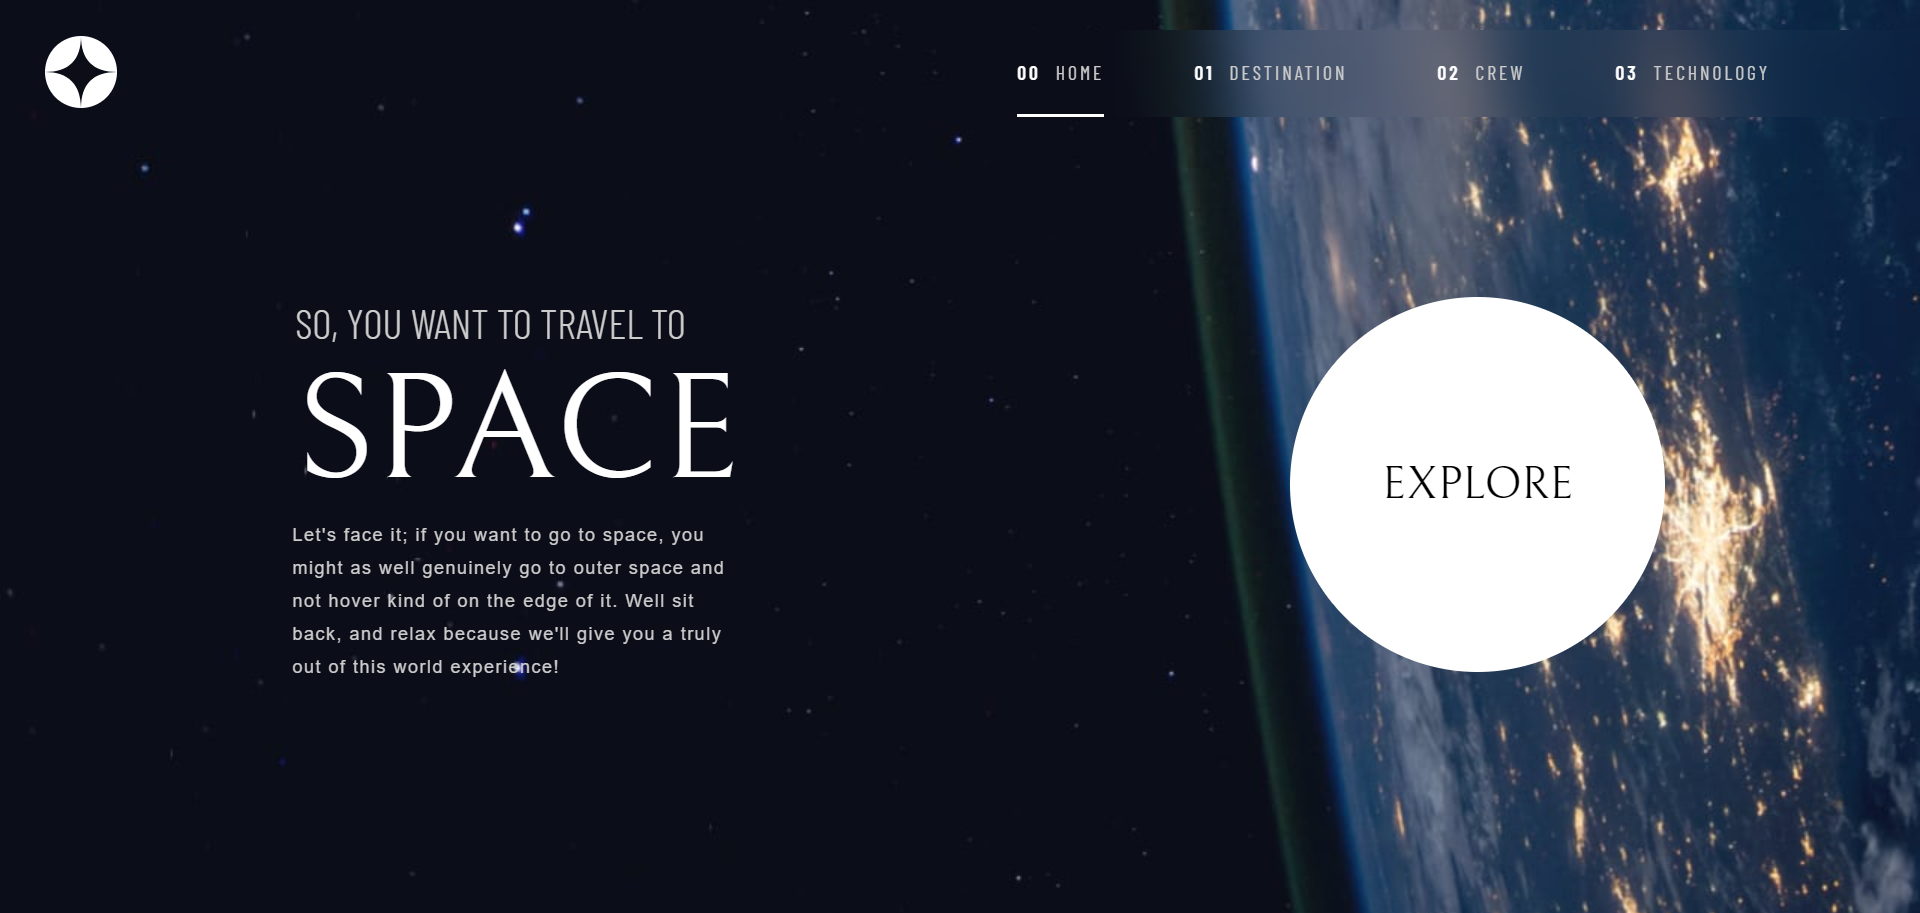 00 HOME
01 DESTINATION
02 CREW
03 TECHNOLOGY
SO, YOU WANT TO TRAVEL TO
SPACE
Let's face it; if you want to go to space, you
might as well genuinely go to outer space and
not hover kind of on the edge of it. Well sit
back, and relax because we'll give you a truly
out of this world experience!
EXPLORE